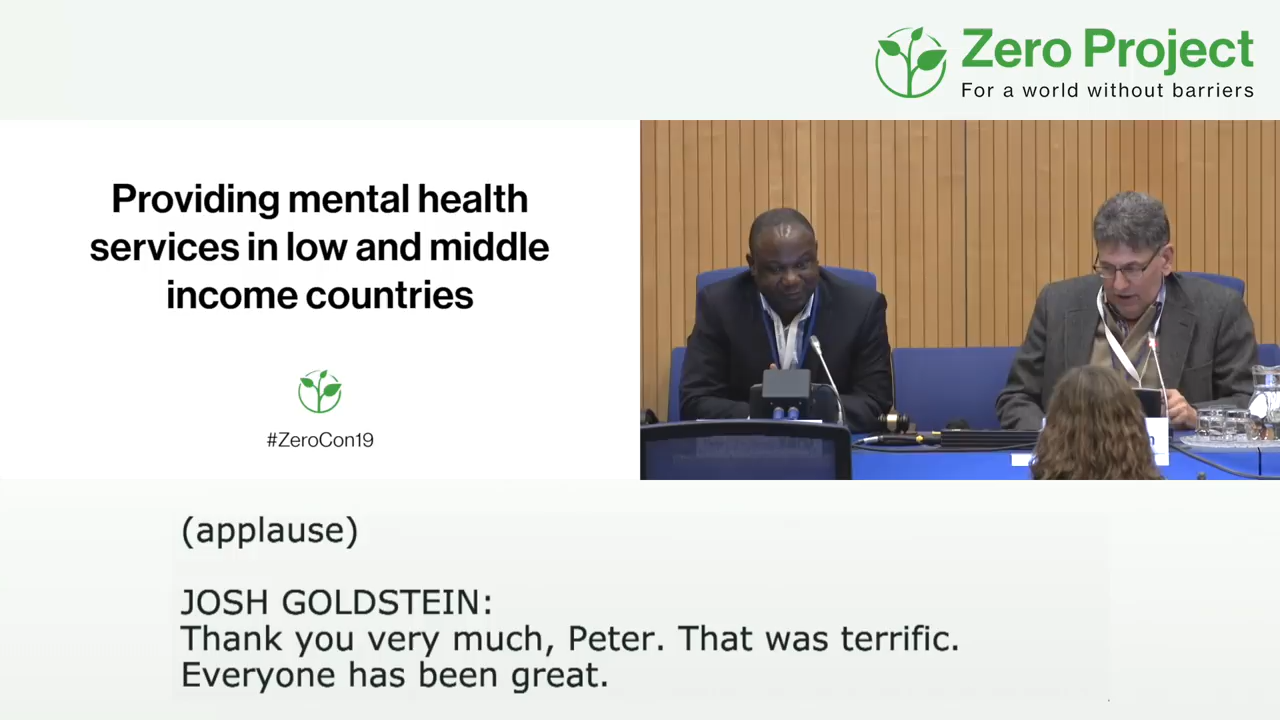 Zero Project
For a world without barriers
Providing mental health
services in low and middle
income countries
#ZeroCon19
(applause)
JOSH GOLDSTEIN:
Thank you very much, Peter. That was terrific.
Everyone has been great.